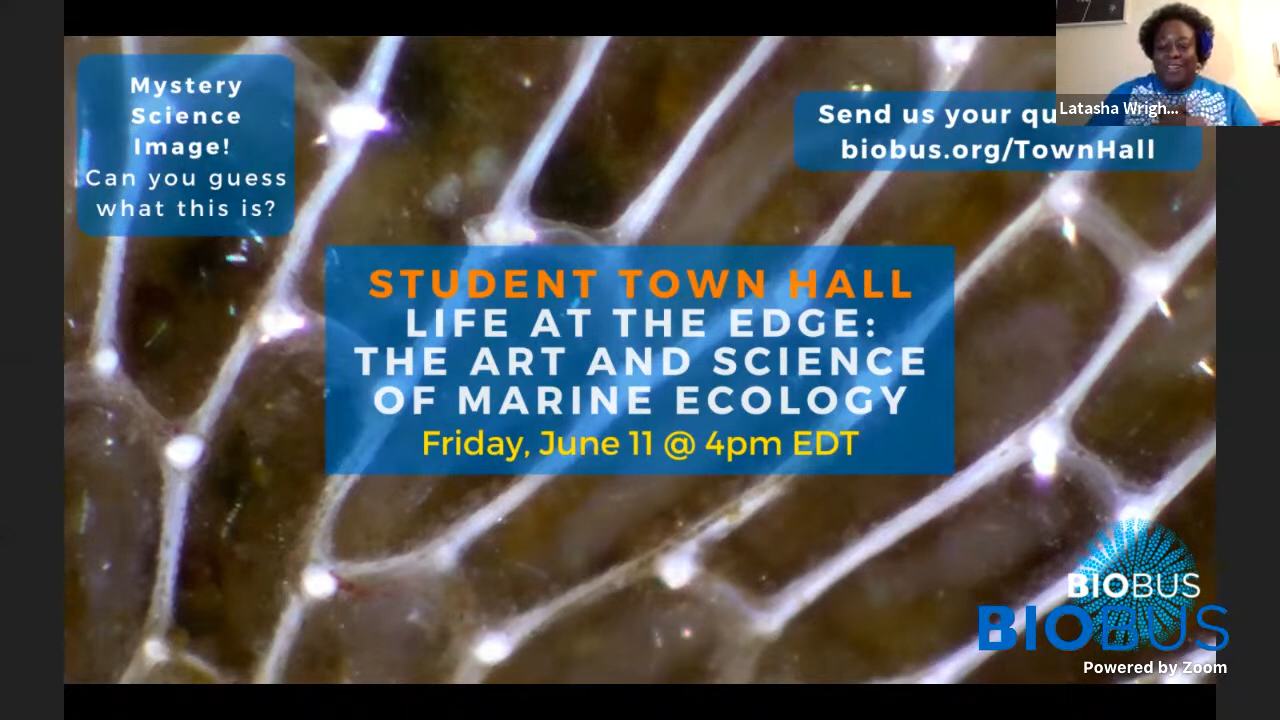 Mystery
Science
Image!
Can you guess
what this is?
Send us your qu
biobus.org/TownHall
Latasha Wrigh...
STUDENT TOWN HALL
LIFE AT THE EDGE:
THE ART AND SCIENCE
OF MARINE ECOLOGY
Friday, June 11 @ 4pm EDT
BIOBUS
BIOBUS
Powered by Zoom